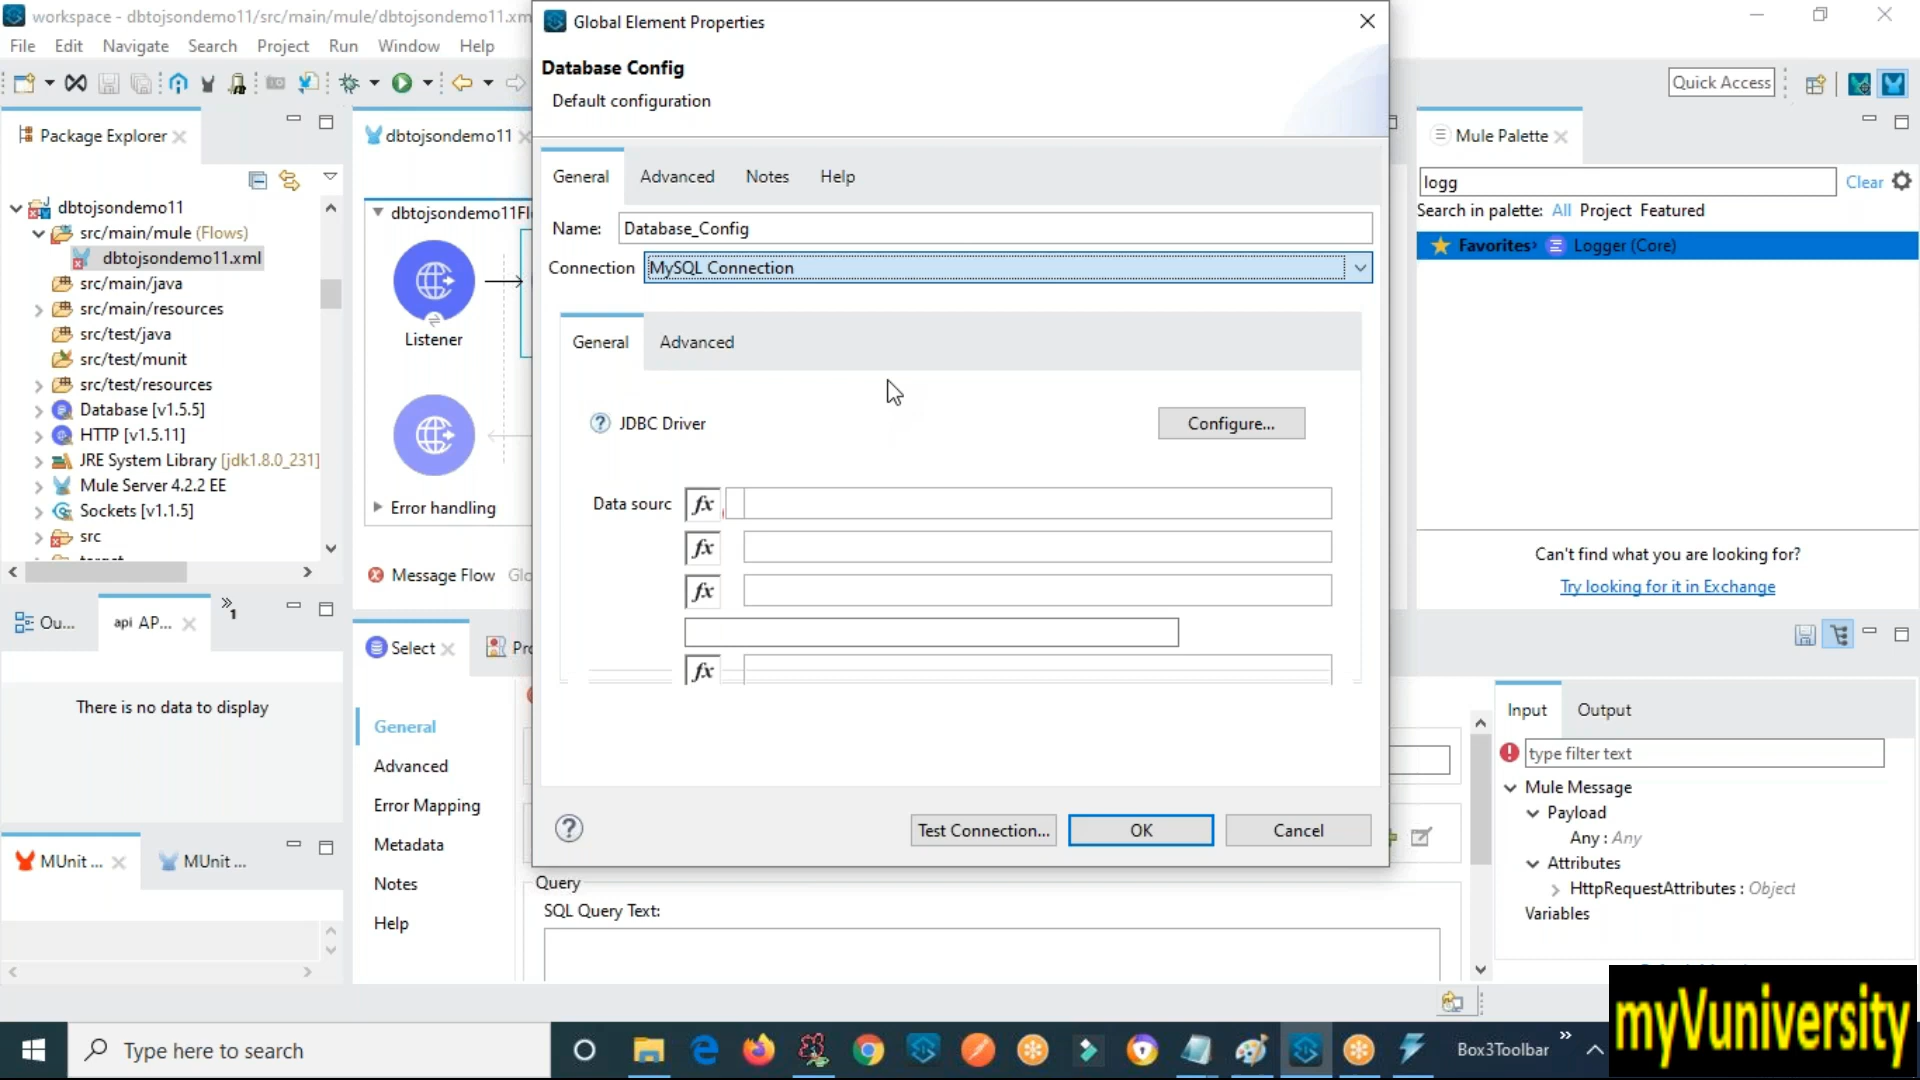 workspace - dbtojsondemo11/src/main/mule/dbtojsondemo11.xm
File Edit Navigate Search Project Run Window Help
Quick Access
Package Explorer
dbtojsondemo11
src/main/mule (Flows)
dbtojsondemo11.xml
src/main/java
src/main/resources
src/test/java
src/test/munit
src/test/resources
Database [v1.5.5]
HTTP [v1.5.11]
JRE System Library [jdk1.8.0_231]
Mule Server 4.2.2 EE
Sockets [v1.1.5]
src
Ou...
api AP...
1
There is no data to display
MUnit ...
MUnit ...
dbtojsondemo11
dbtojsondemo11Fl
Listener
Error handling
Message Flow Glo
Select
Pro
General
Advanced
Error Mapping
Metadata
Notes
Help
Query
SQL Query Text:
Global Element Properties
Database Config
Default configuration
General Advanced Notes Help
Name: Database_Config
Connection MySQL Connection
General Advanced
? JDBC Driver Configure...
Data sourc fx
fx
fx
fx
? Test Connection... OK Cancel
Mule Palette
logg Clear
Search in palette: All Project Featured
Favorites› Logger (Core)
Can't find what you are looking for?
Try looking for it in Exchange
Input Output
type filter text
Mule Message
Payload
Any : Any
Attributes
HttpRequestAttributes : Object
Variables
Type here to search
Box3Toolbar
myVuniversity